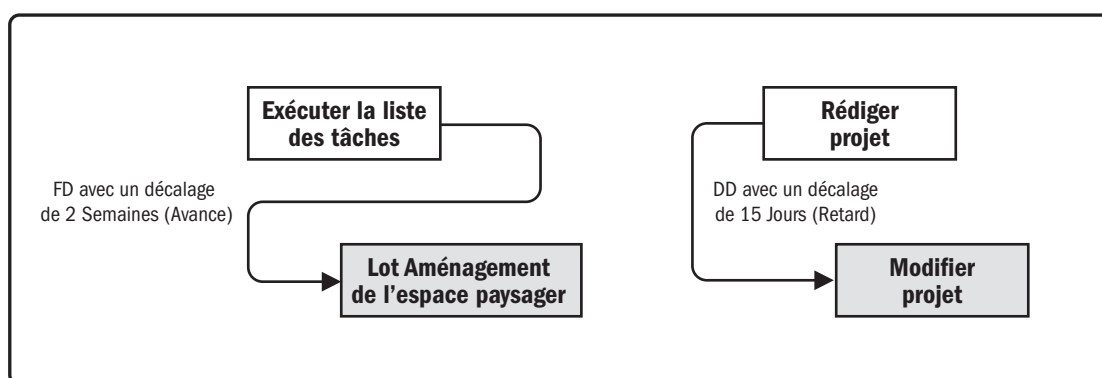 Exécuter la liste
des tâches
FD avec un décalage
de 2 Semaines (Avance)
Lot Aménagement
de l’espace paysager
Rédiger
projet
DD avec un décalage
de 15 Jours (Retard)
Modifier
projet